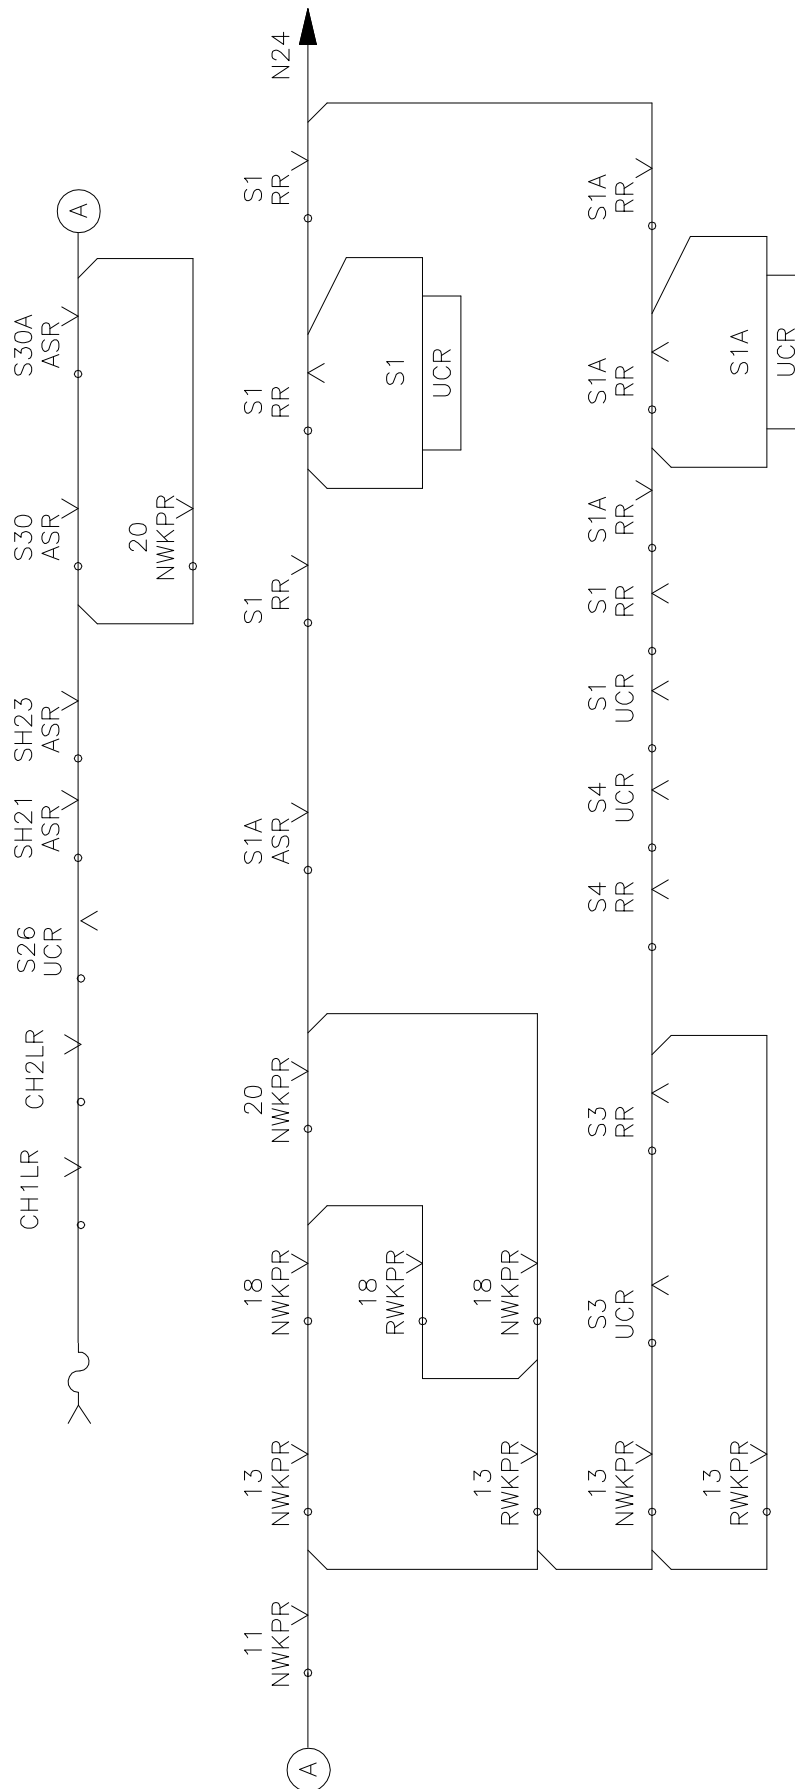 CH1LR
CH2LR
S26
UCR
SH21
ASR
SH23
ASR
S30
ASR
S30A
ASR
A
20
NWKPR
A
11
NWKPR
13
NWKPR
18
NWKPR
20
NWKPR
S1A
ASR
S1
RR
S1
RR
S1
RR
N24
18
RWKPR
S1
UCR
13
RWKPR
18
NWKPR
13
NWKPR
S3
UCR
S3
RR
S4
RR
S4
UCR
S1
UCR
S1
RR
S1A
RR
S1A
RR
S1A
RR
13
RWKPR
S1A
UCR